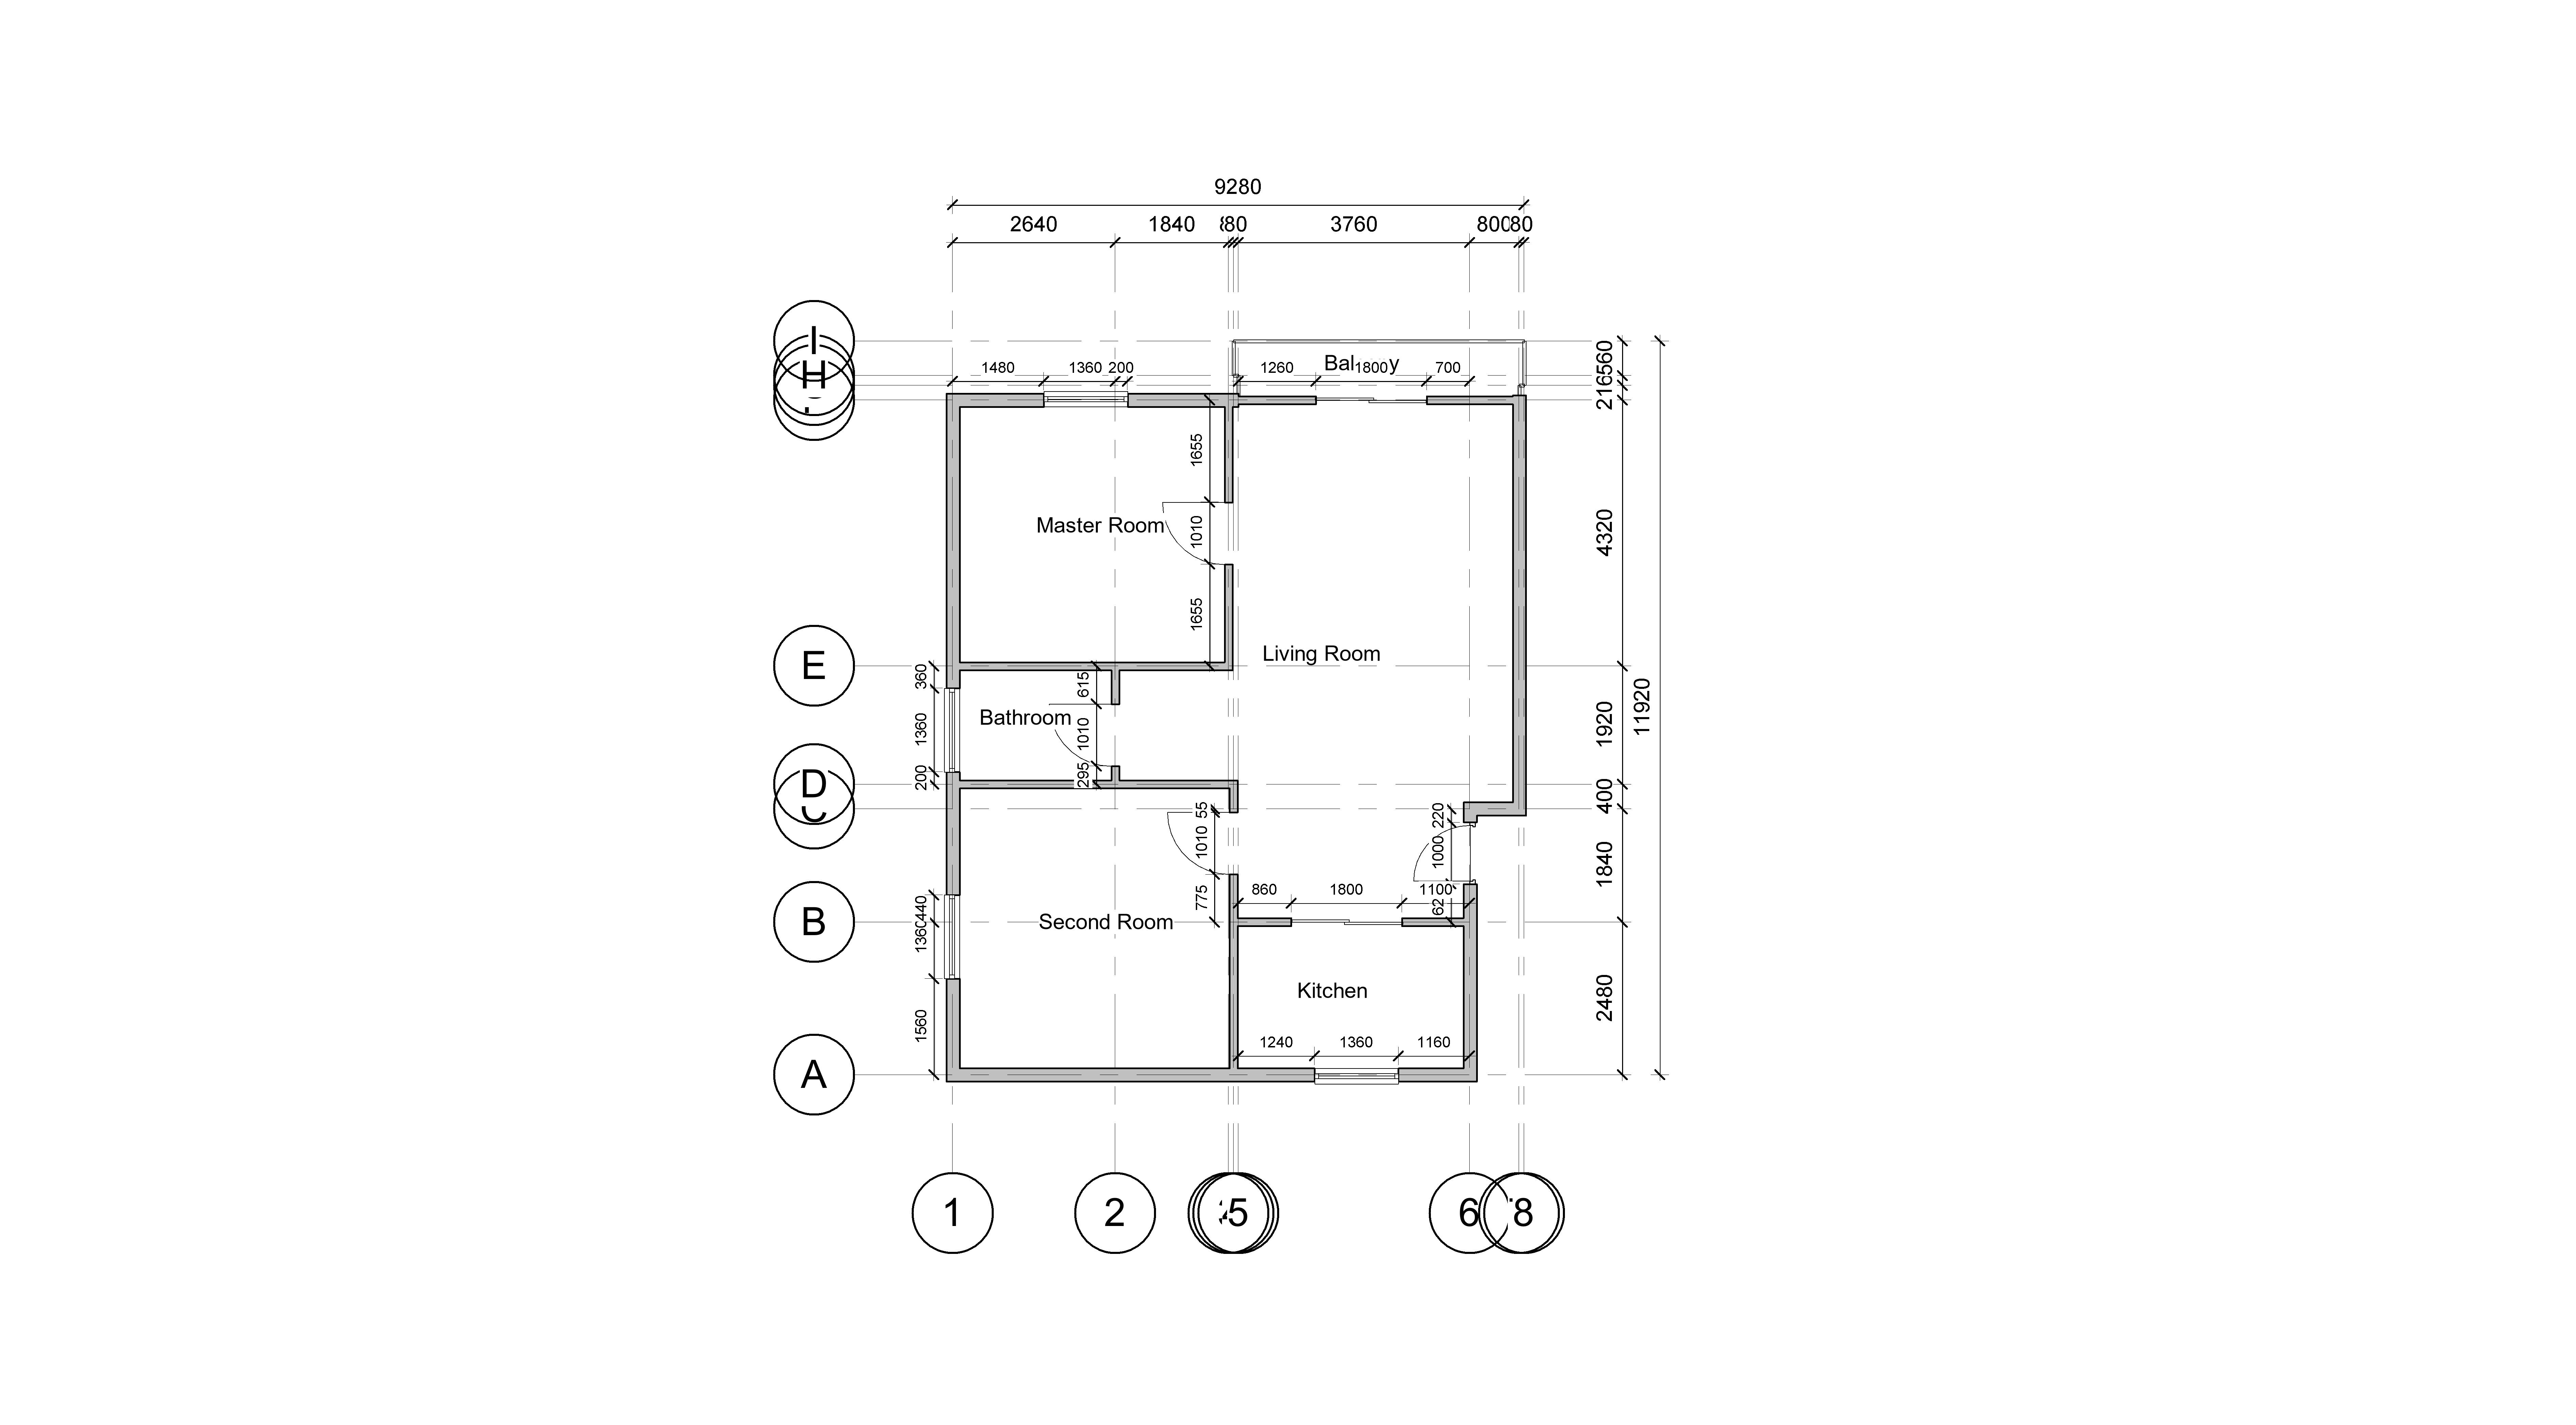 9280
2640 1840 80 3760 800 80
I
H
560
216
1480 1360 200 1260 1800 700
1655
4320
Master Room 1010
1655
Living Room
E
360 615
1360 Bathroom 1010 1920 11920
200 295
D
400
C
55 220
1010 1000 1840
860 1800 1100
775 62
440
B Second Room
1360
Kitchen 2480
1560 1240 1360 1160
A
1 2 5 6 8